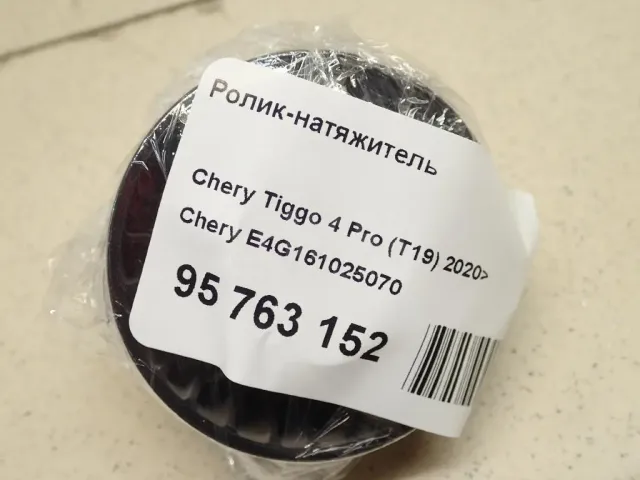 Ролик-натяжитель
Chery Tiggo 4 Pro (T19) 2020>
Chery E4G161025070
95 763 152